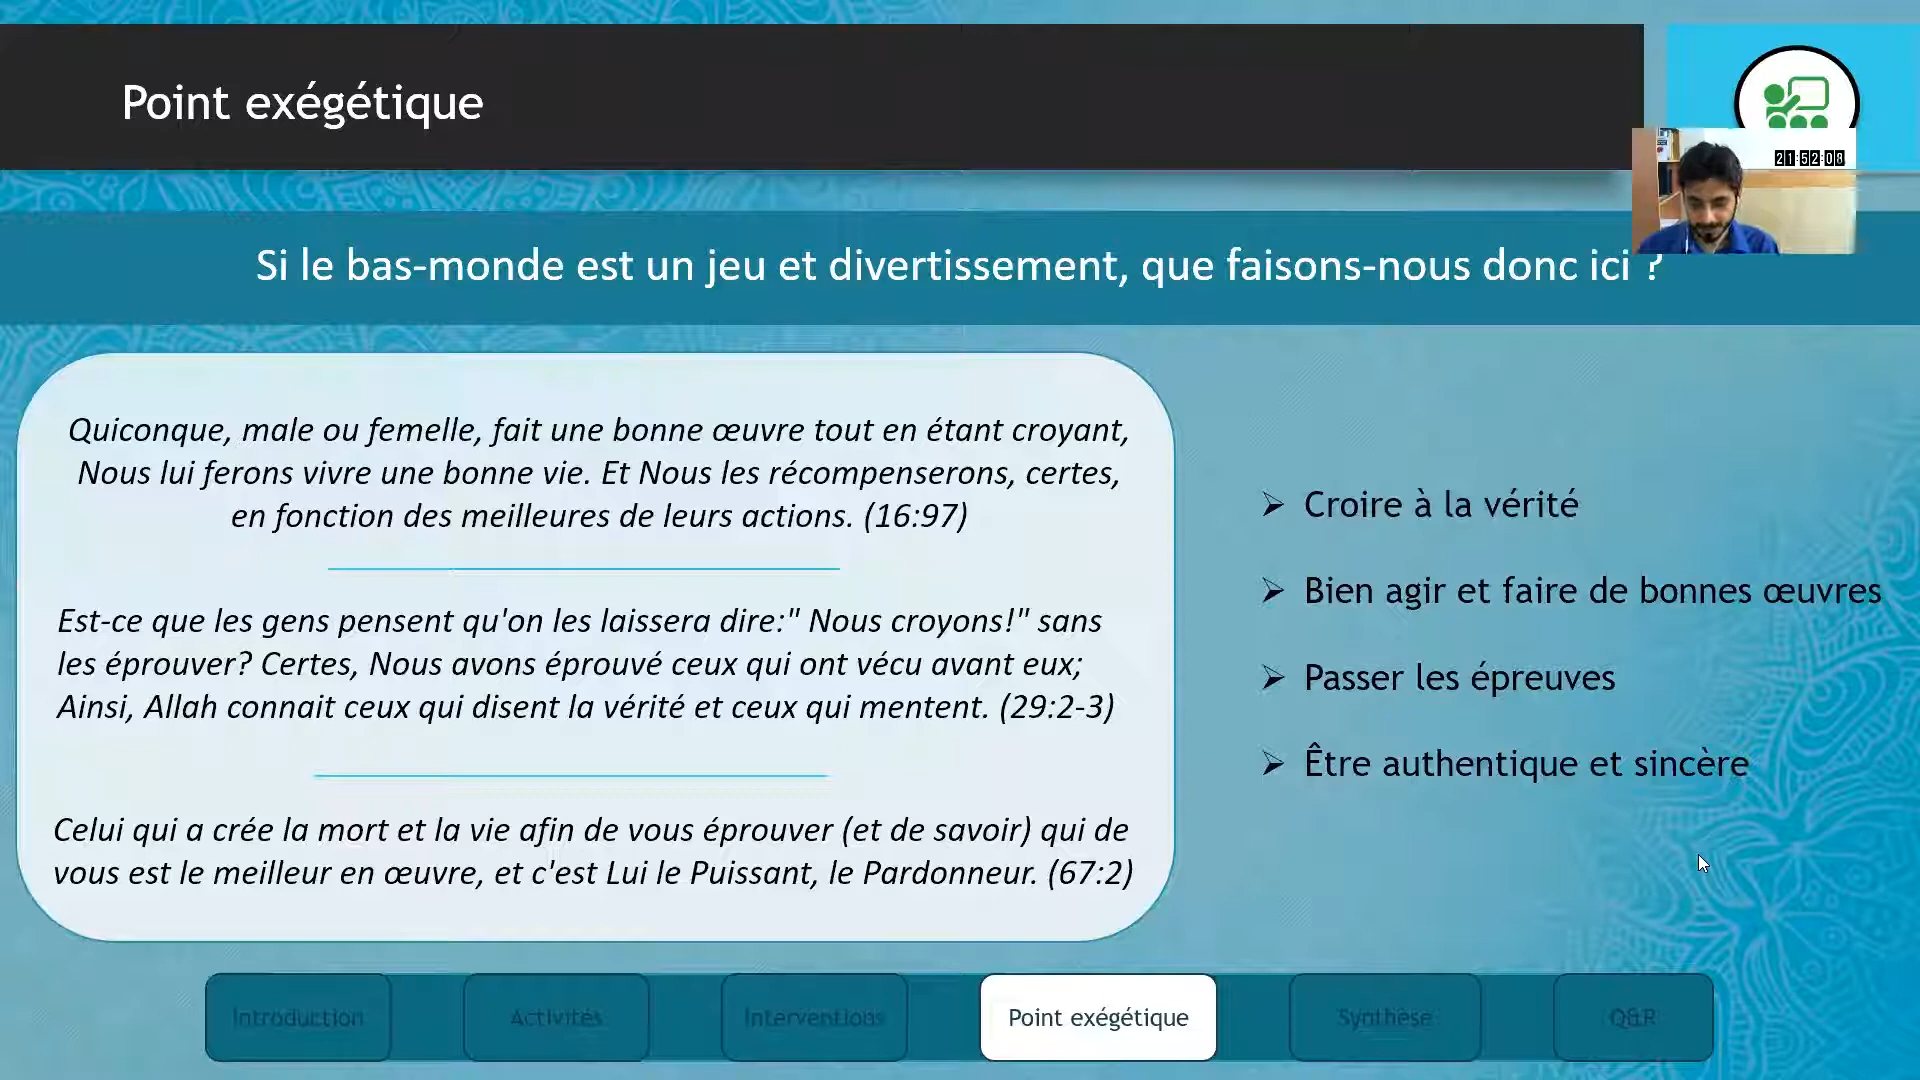 Point exégétique
21:52:08
Si le bas-monde est un jeu et divertissement, que faisons-nous donc ici ?
Quiconque, male ou femelle, fait une bonne œuvre tout en étant croyant,
Nous lui ferons vivre une bonne vie. Et Nous les récompenserons, certes,
en fonction des meilleures de leurs actions. (16:97)
Est-ce que les gens pensent qu'on les laissera dire:" Nous croyons!" sans
les éprouver? Certes, Nous avons éprouvé ceux qui ont vécu avant eux;
Ainsi, Allah connait ceux qui disent la vérité et ceux qui mentent. (29:2-3)
Celui qui a crée la mort et la vie afin de vous éprouver (et de savoir) qui de
vous est le meilleur en œuvre, et c'est Lui le Puissant, le Pardonneur. (67:2)
➢ Croire à la vérité
➢ Bien agir et faire de bonnes œuvres
➢ Passer les épreuves
➢ Être authentique et sincère
Introduction
Activités
Interventions
Point exégétique
Synthèse
Q&R